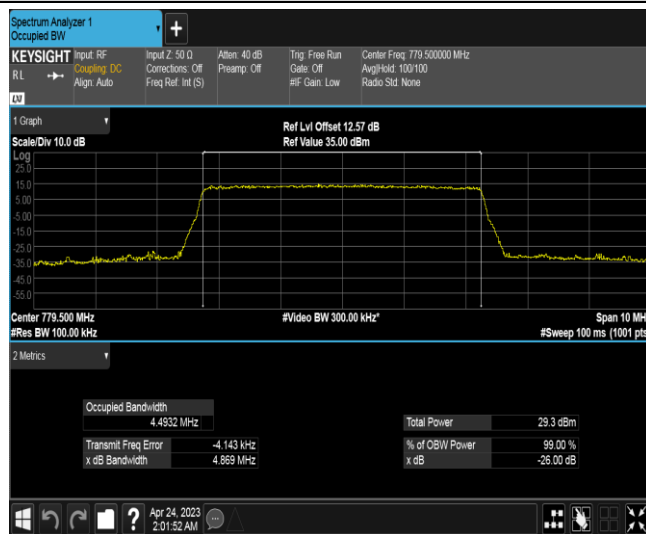 Spectrum Analyzer 1
Occupied BW
+
KEYSIGHT
RL
LXI
Input: RF
Coupling: DC
Align: Auto
Input Z: 50 Ω
Corrections: Off
Freq Ref: Int (S)
Atten: 40 dB
Preamp: Off
Trig: Free Run
Gate: Off
#IF Gain: Low
Center Freq: 779.500000 MHz
Avg|Hold: 100/100
Radio Std: None
1 Graph
Scale/Div 10.0 dB
Ref Lvl Offset 12.57 dB
Ref Value 35.00 dBm
Log
25.0
15.0
5.00
-5.00
-15.0
-25.0
-35.0
-45.0
-55.0
Center 779.500 MHz
#Res BW 100.00 kHz
#Video BW 300.00 kHz*
Span 10 MH
#Sweep 100 ms (1001 pts
2 Metrics
Occupied Bandwidth
4.4932 MHz
Transmit Freq Error -4.143 kHz
x dB Bandwidth 4.869 MHz
Total Power 29.3 dBm
% of OBW Power 99.00 %
x dB -26.00 dB
?
Apr 24, 2023
2:01:52 AM